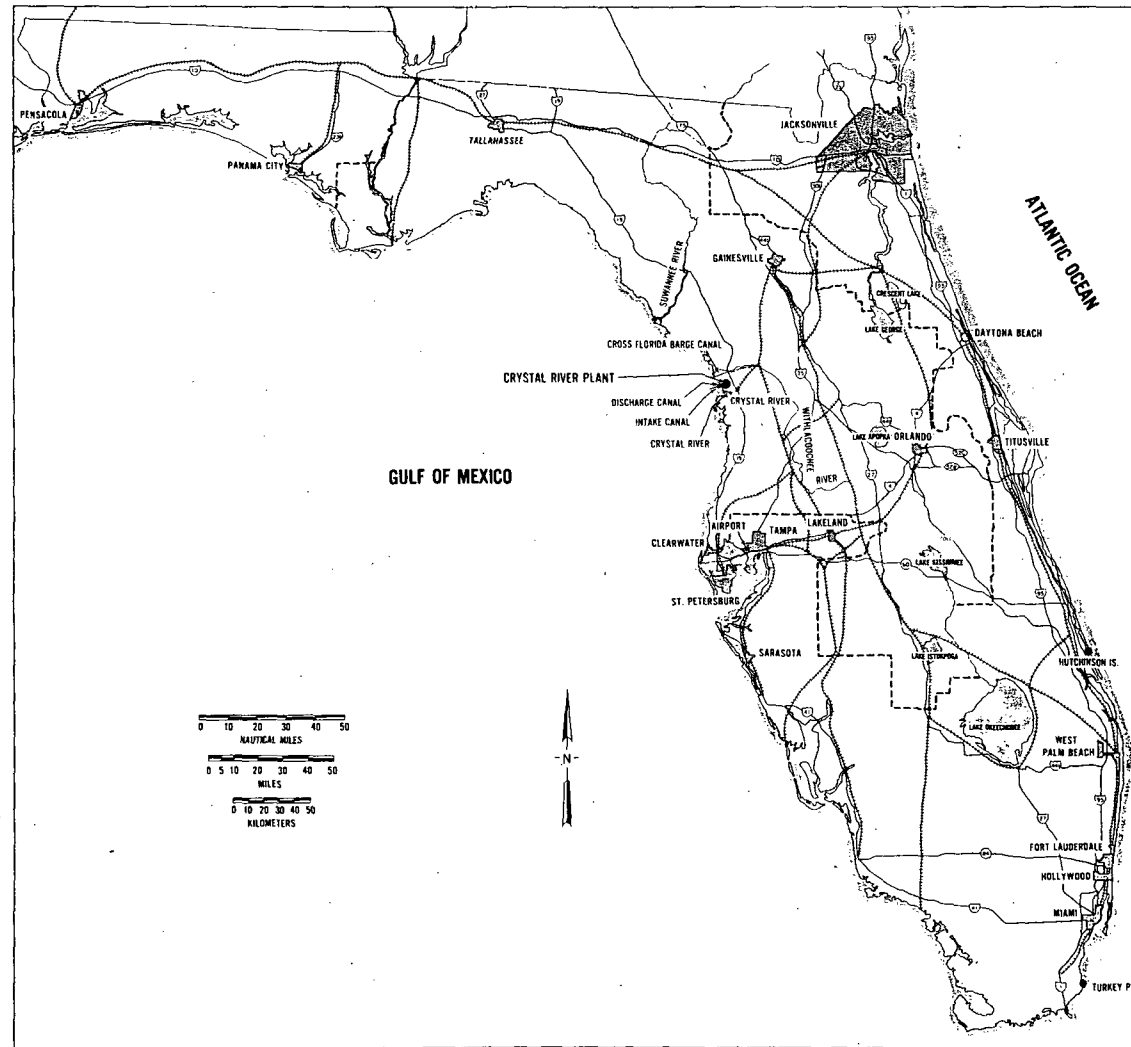 PENSACOLA
PANAMA CITY
TALLAHASSEE
JACKSONVILLE
ATLANTIC OCEAN
GAINESVILLE
SUWANNEE RIVER
CRESCENT LAKE
LAKE GEORGE
DAYTONA BEACH
CROSS FLORIDA BARGE CANAL
CRYSTAL RIVER PLANT
DISCHARGE CANAL
CRYSTAL RIVER
INTAKE CANAL
CRYSTAL RIVER
WITHLACOOCHEE
RIVER
LAKE APOPKA
ORLANDO
TITUSVILLE
GULF OF MEXICO
AIRPORT
TAMPA
LAKELAND
CLEARWATER
LAKE KISSIMMEE
ST. PETERSBURG
SARASOTA
LAKE ISTOKPOGA
HUTCHINSON IS.
LAKE OKEECHOBEE
WEST
PALM BEACH
0 10 20 30 40 50
NAUTICAL MILES
0 5 10 20 30 40 50
MILES
0 10 20 30 40 50
KILOMETERS
-N-
FORT LAUDERDALE
HOLLYWOOD
MIAMI
TURKEY P